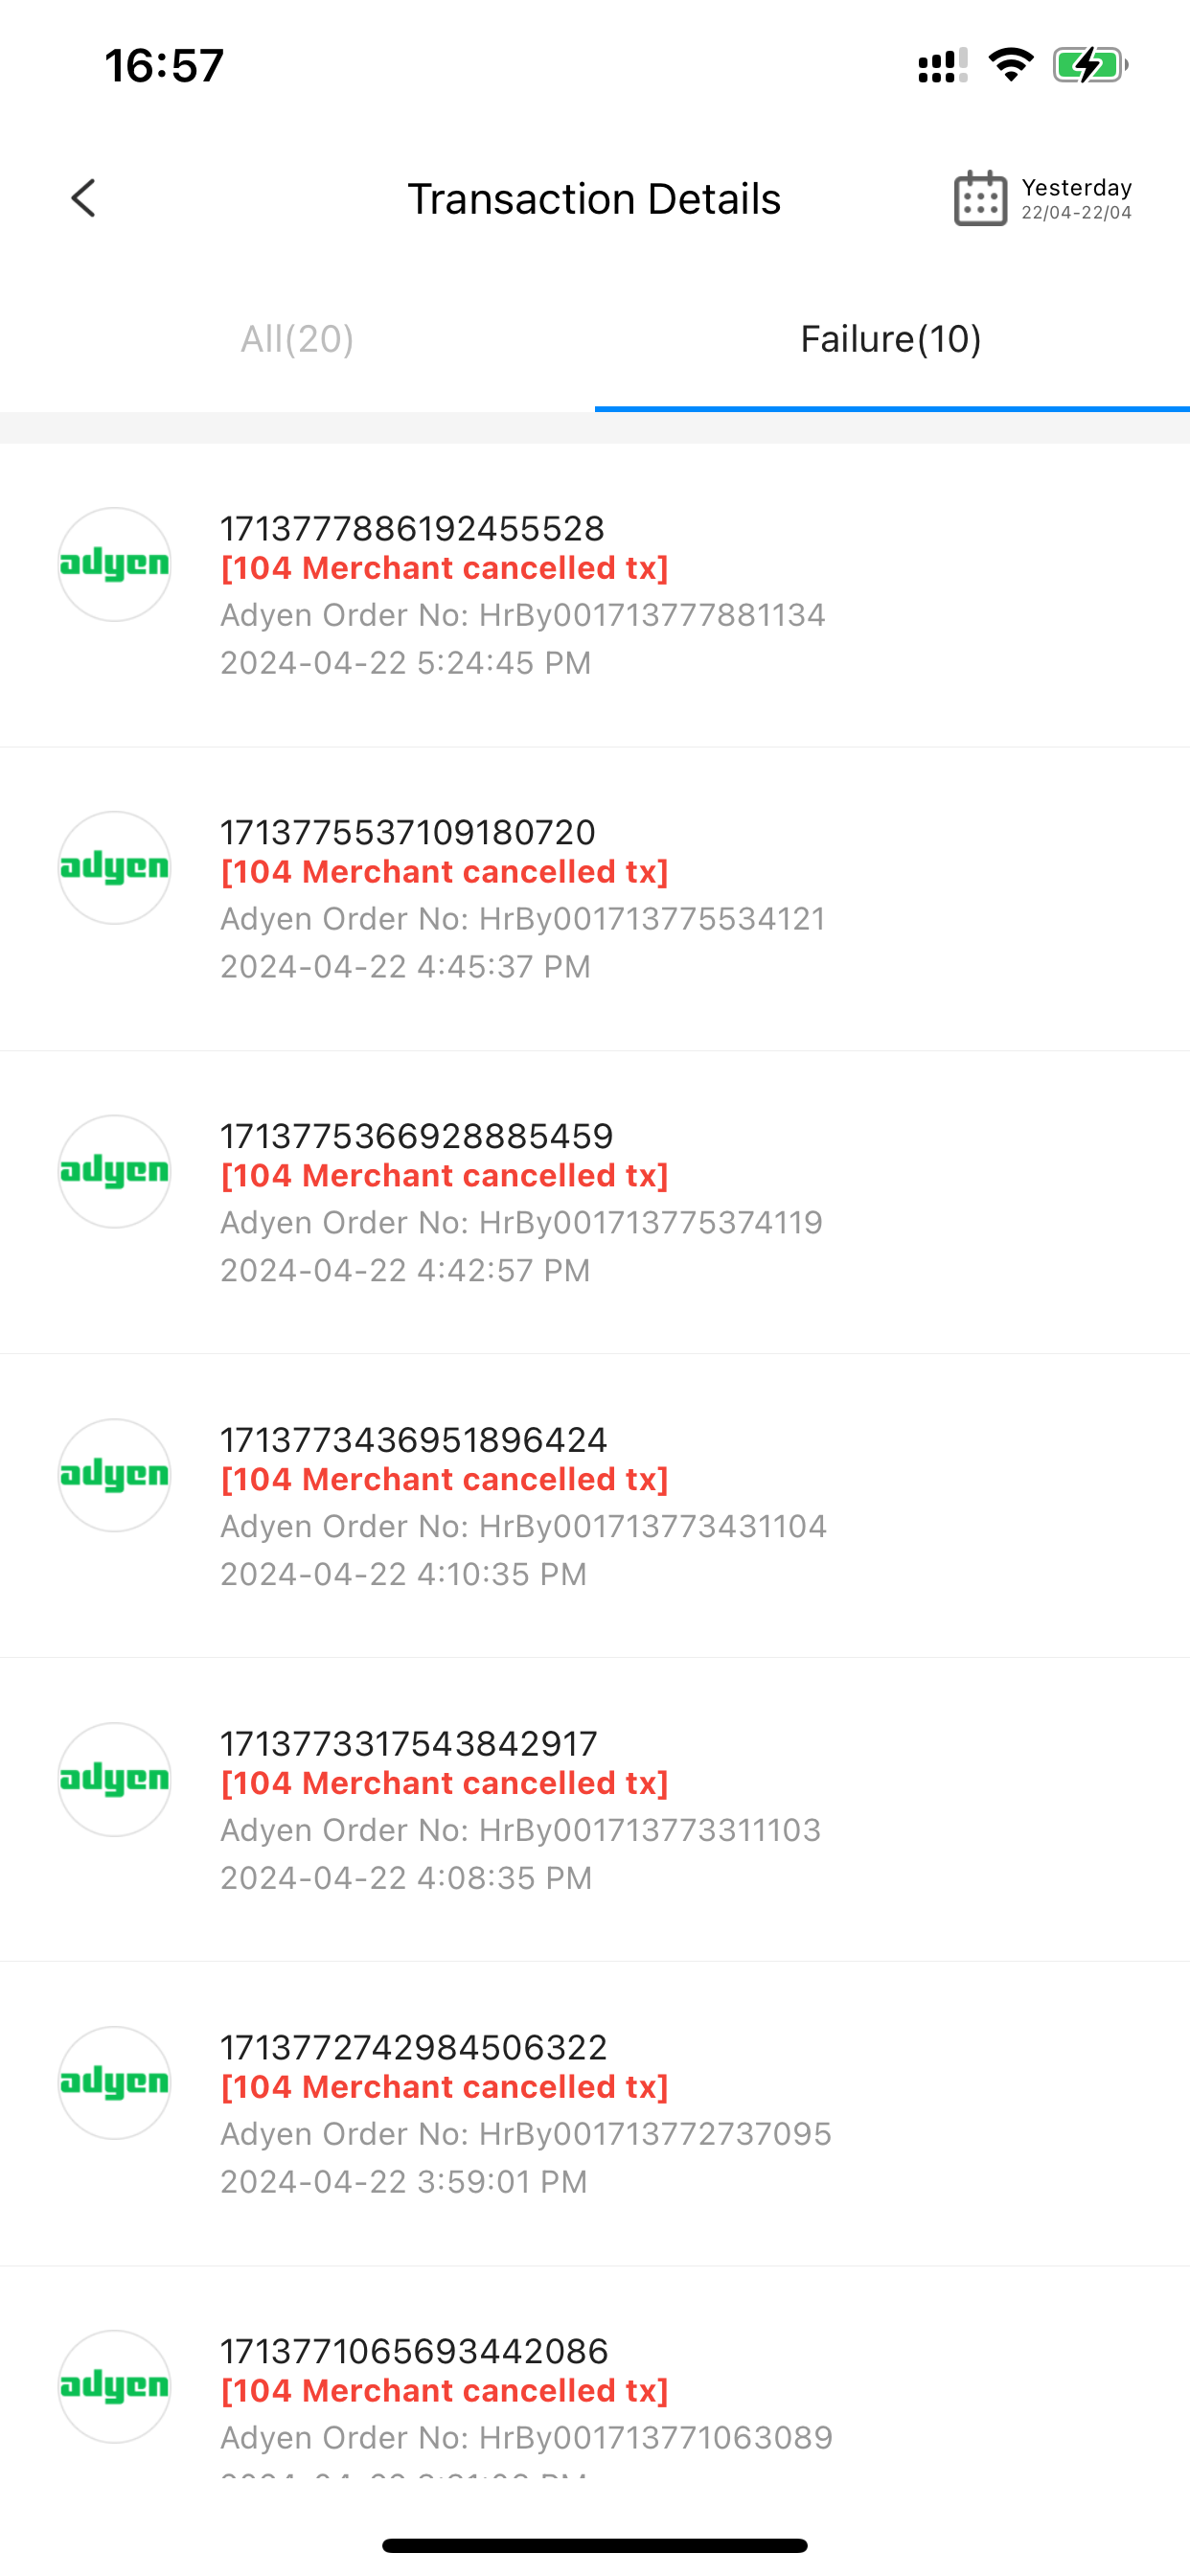 16:57
Transaction Details
Yesterday
22/04-22/04
All(20)
Failure(10)
adyen
1713777886192455528
[104 Merchant cancelled tx]
Adyen Order No: HrBy001713777881134
2024-04-22 5:24:45 PM
adyen
1713775537109180720
[104 Merchant cancelled tx]
Adyen Order No: HrBy001713775534121
2024-04-22 4:45:37 PM
adyen
1713775366928885459
[104 Merchant cancelled tx]
Adyen Order No: HrBy001713775374119
2024-04-22 4:42:57 PM
adyen
1713773436951896424
[104 Merchant cancelled tx]
Adyen Order No: HrBy001713773431104
2024-04-22 4:10:35 PM
adyen
1713773317543842917
[104 Merchant cancelled tx]
Adyen Order No: HrBy001713773311103
2024-04-22 4:08:35 PM
adyen
1713772742984506322
[104 Merchant cancelled tx]
Adyen Order No: HrBy001713772737095
2024-04-22 3:59:01 PM
adyen
1713771065693442086
[104 Merchant cancelled tx]
Adyen Order No: HrBy001713771063089